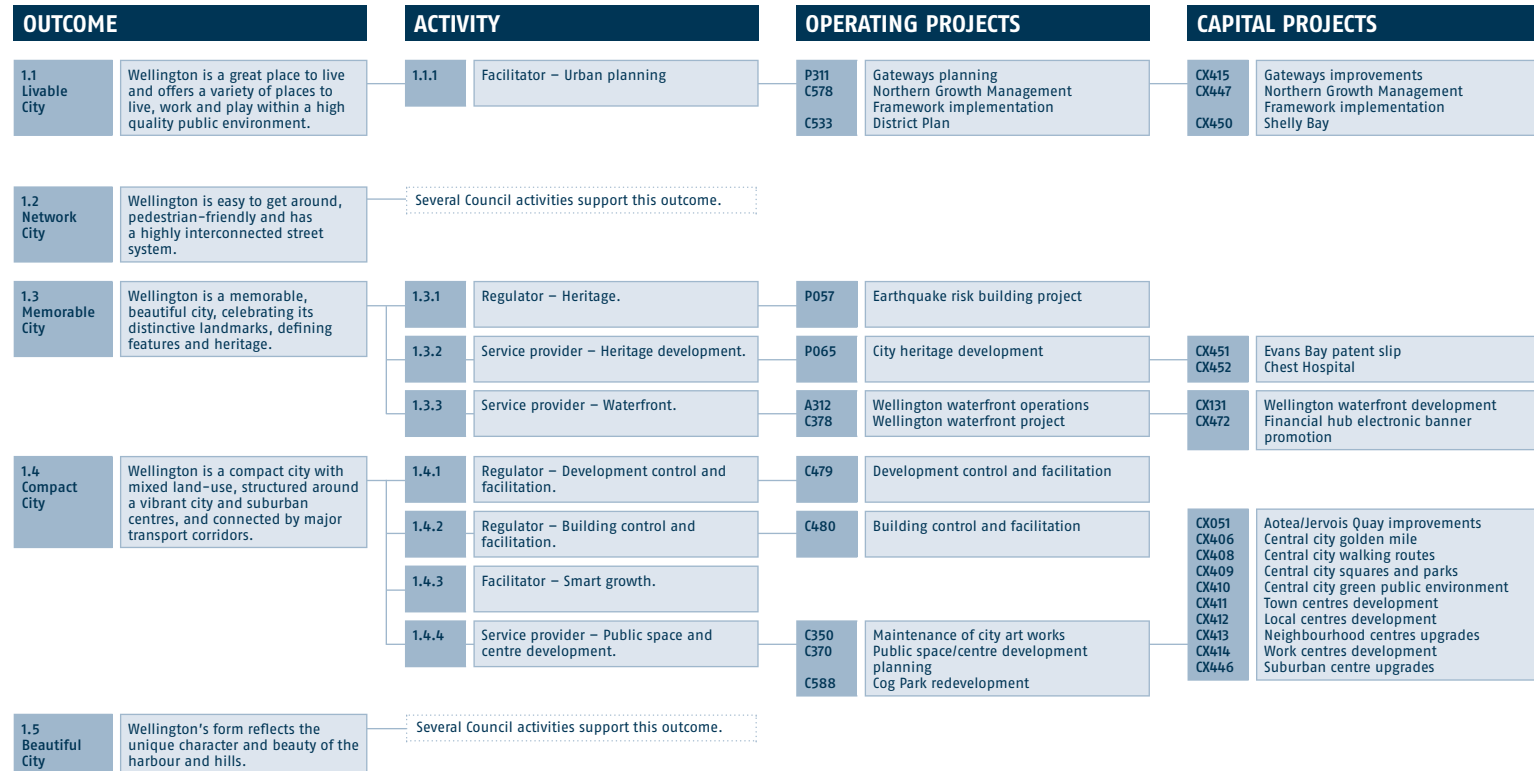 OUTCOME
ACTIVITY
OPERATING PROJECTS
CAPITAL PROJECTS
1.1
Livable
City
Wellington is a great place to live
and offers a variety of places to
live, work and play within a high
quality public environment.
1.1.1
Facilitator – Urban planning
P311 Gateways planning
C578 Northern Growth Management
Framework implementation
C533 District Plan
CX415 Gateways improvements
CX447 Northern Growth Management
Framework implementation
CX450 Shelly Bay
1.2
Network
City
Wellington is easy to get around,
pedestrian-friendly and has
a highly interconnected street
system.
Several Council activities support this outcome.
1.3
Memorable
City
Wellington is a memorable,
beautiful city, celebrating its
distinctive landmarks, defining
features and heritage.
1.3.1
Regulator – Heritage.
P057 Earthquake risk building project
1.3.2
Service provider – Heritage development.
P065 City heritage development
CX451 Evans Bay patent slip
CX452 Chest Hospital
1.3.3
Service provider – Waterfront.
A312 Wellington waterfront operations
C378 Wellington waterfront project
CX131 Wellington waterfront development
CX472 Financial hub electronic banner
promotion
1.4
Compact
City
Wellington is a compact city with
mixed land-use, structured around
a vibrant city and suburban
centres, and connected by major
transport corridors.
1.4.1
Regulator – Development control and
facilitation.
C479 Development control and facilitation
1.4.2
Regulator – Building control and
facilitation.
C480 Building control and facilitation
1.4.3
Facilitator – Smart growth.
1.4.4
Service provider – Public space and
centre development.
C350 Maintenance of city art works
C370 Public space/centre development
planning
C588 Cog Park redevelopment
CX051 Aotea/Jervois Quay improvements
CX406 Central city golden mile
CX408 Central city walking routes
CX409 Central city squares and parks
CX410 Central city green public environment
CX411 Town centres development
CX412 Local centres development
CX413 Neighbourhood centres upgrades
CX414 Work centres development
CX446 Suburban centre upgrades
1.5
Beautiful
City
Wellington's form reflects the
unique character and beauty of the
harbour and hills.
Several Council activities support this outcome.